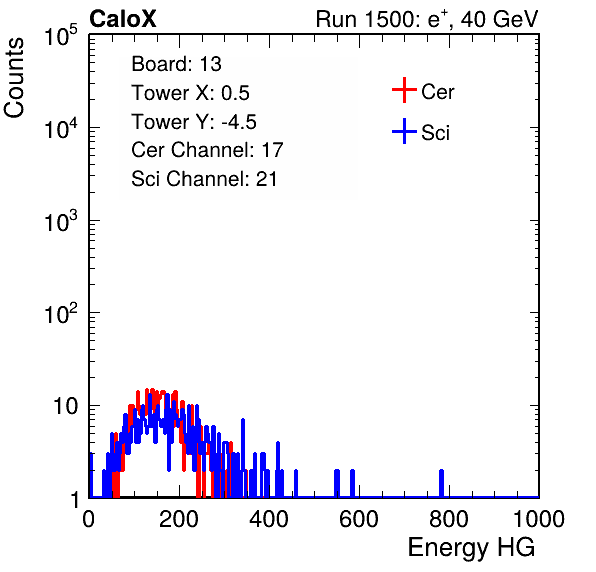 CaloX Run 1500: e⁺, 40 GeV
Board: 13
Tower X: 0.5
Tower Y: -4.5
Cer Channel: 17
Sci Channel: 21
Cer
Sci
Counts
10⁵
10⁴
10³
10²
10
1
0 200 400 600 800 1000
Energy HG